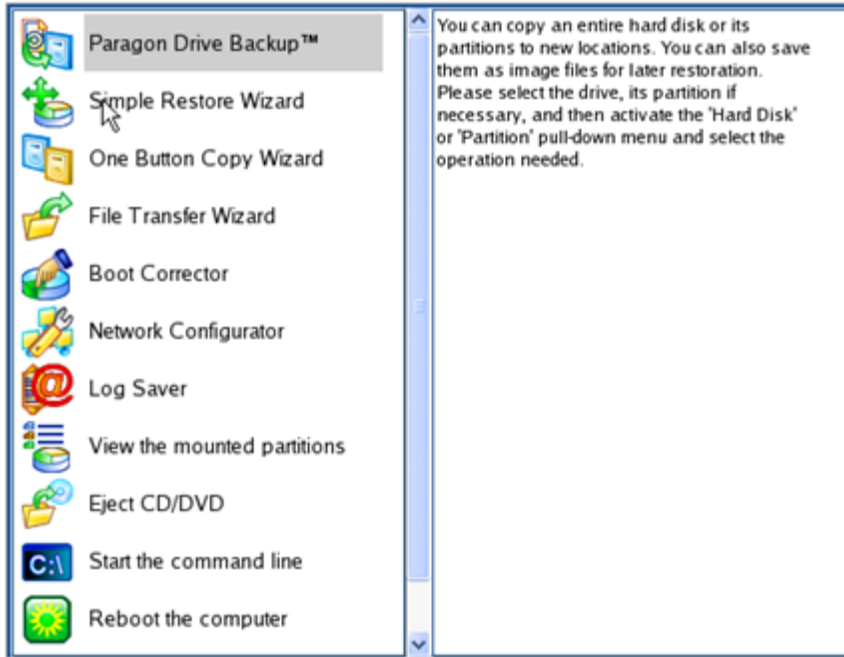 Paragon Drive Backup™
Simple Restore Wizard
One Button Copy Wizard
File Transfer Wizard
Boot Corrector
Network Configurator
Log Saver
View the mounted partitions
Eject CD/DVD
C:\
Start the command line
Reboot the computer
You can copy an entire hard disk or its
partitions to new locations. You can also save
them as image files for later restoration.
Please select the drive, its partition if
necessary, and then activate the 'Hard Disk'
or 'Partition' pull-down menu and select the
operation needed.